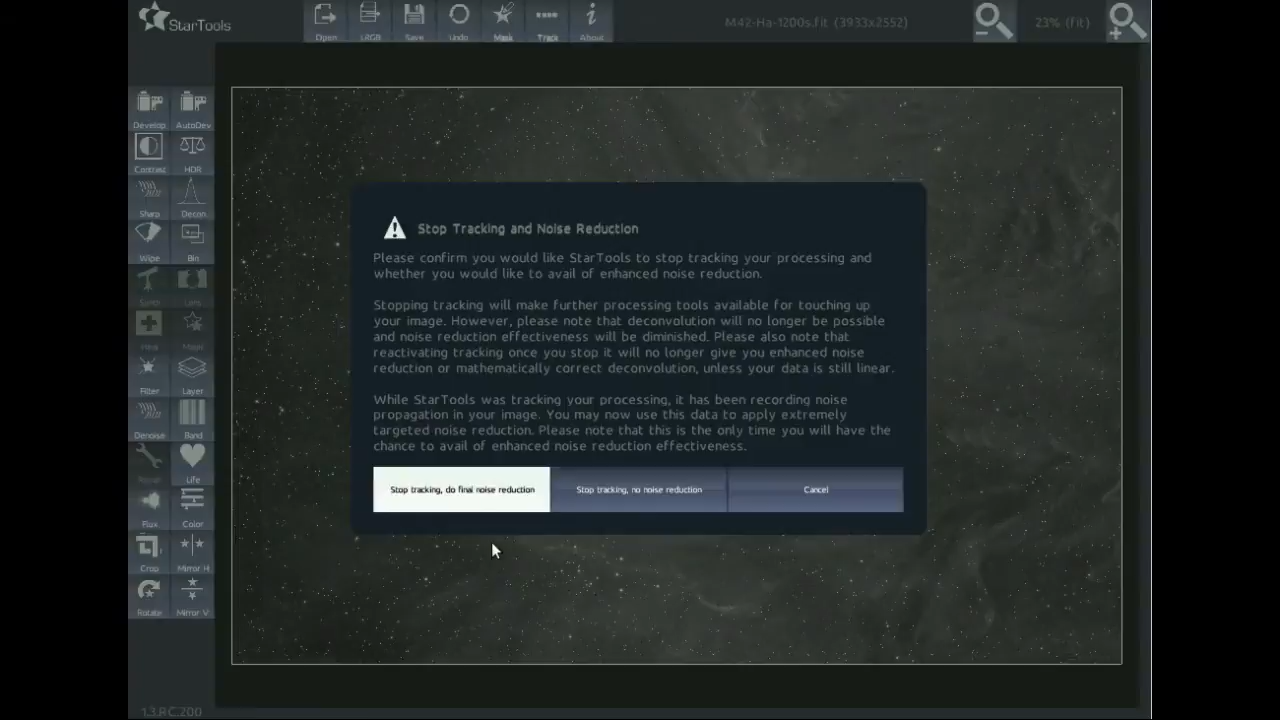 StarTools
Open
LRGB
Save
Undo
Mask
Track
About
M42-Ha-1200s.fit (3933x2552)
23% (fit)
Develop
AutoDev
Contrast
HDR
Sharp
Decon
Wipe
Bin
Synth
Lens
Heal
Magic
Filter
Layer
Denoise
Band
Repair
Life
Flux
Color
Crop
Mirror H
Rotate
Mirror V
Stop Tracking and Noise Reduction
Please confirm you would like StarTools to stop tracking your processing and
whether you would like to avail of enhanced noise reduction.
Stopping tracking will make further processing tools available for touching up
your image. However, please note that deconvolution will no longer be possible
and noise reduction effectiveness will be diminished. Please also note that
reactivating tracking once you stop it will no longer give you enhanced noise
reduction or mathematically correct deconvolution, unless your data is still linear.
While StarTools was tracking your processing, it has been recording noise
propagation in your image. You may now use this data to apply extremely
targeted noise reduction. Please note that this is the only time you will have the
chance to avail of enhanced noise reduction effectiveness.
Stop tracking, do final noise reduction
Stop tracking, no noise reduction
Cancel
1.3.RC.200